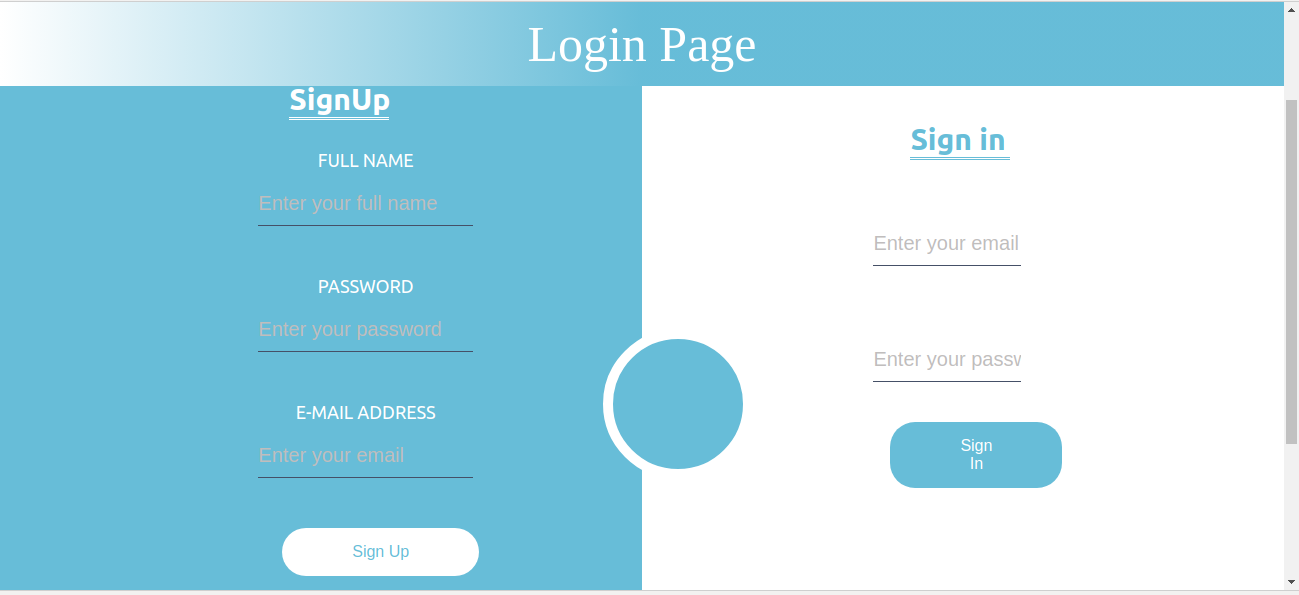 Login Page
SignUp
FULL NAME
Enter your full name
PASSWORD
Enter your password
E-MAIL ADDRESS
Enter your email
Sign Up
Sign in
Enter your email
Enter your passw
Sign
In